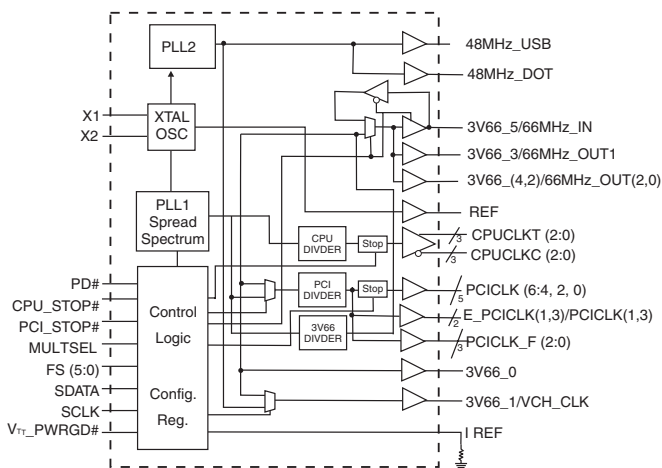 PLL2
48MHz_USB
48MHz_DOT
X1
X2
XTAL
OSC
3V66_5/66MHz_IN
3V66_3/66MHz_OUT1
3V66_(4,2)/66MHz_OUT(2,0)
REF
PLL1
Spread
Spectrum
CPU
DIVDER
Stop
3
CPUCLKT (2:0)
3
CPUCLKC (2:0)
PD#
CPU_STOP#
PCI_STOP#
MULTSEL
FS (5:0)
SDATA
SCLK
VTT_PWRGD#
Control
Logic
Config.
Reg.
PCI
DIVDER
Stop
5
PCICLK (6:4, 2, 0)
2
E_PCICLK(1,3)/PCICLK(1,3)
3V66
DIVDER
3
PCICLK_F (2:0)
3V66_0
3V66_1/VCH_CLK
I REF